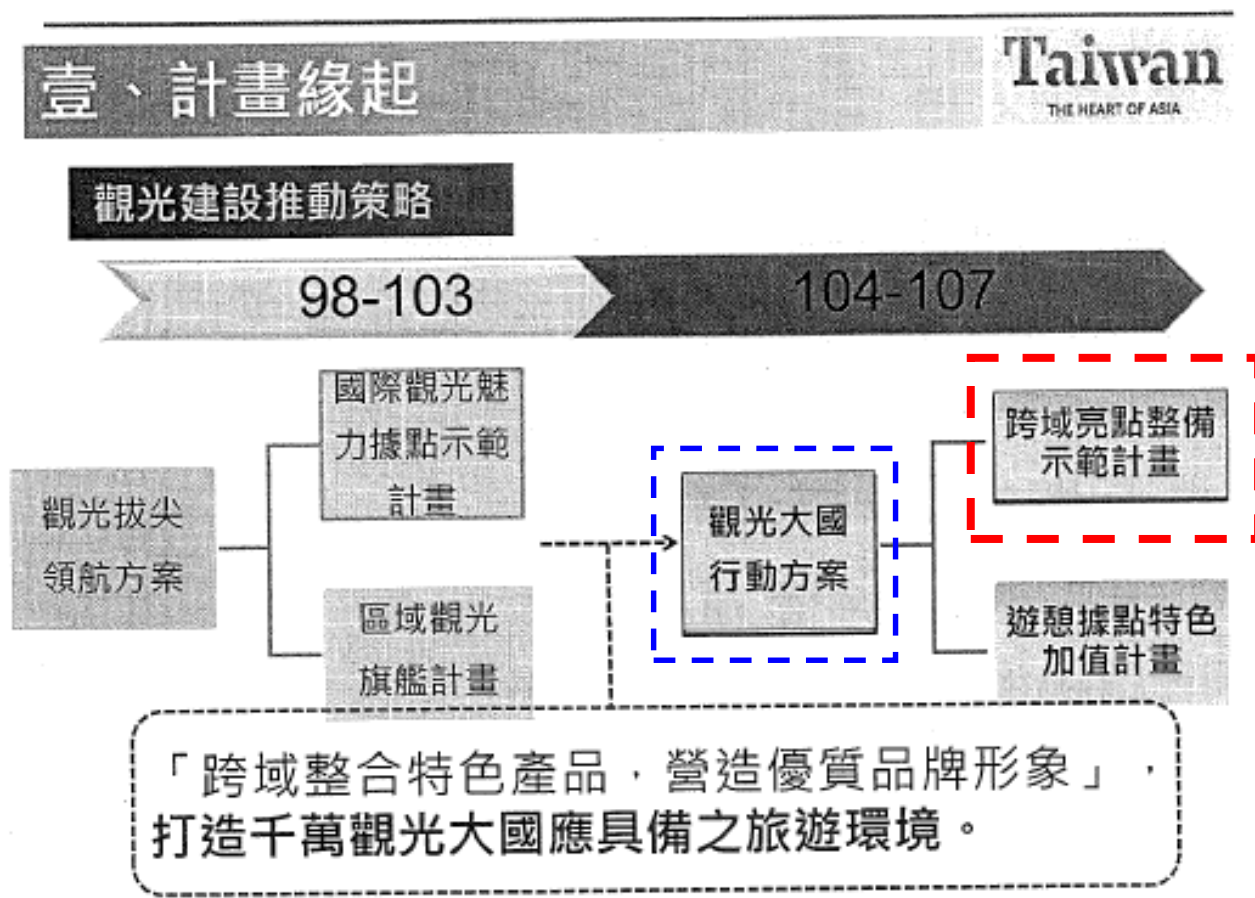 壹、計畫緣起
Taiwan
THE HEART OF ASIA
觀光建設推動策略
98-103
104-107
觀光拔尖
領航方案
國際觀光魅
力據點示範
計畫
區域觀光
旗艦計畫
觀光大國
行動方案
跨域亮點整備
示範計畫
遊憩據點特色
加值計畫
「跨域整合特色產品，營造優質品牌形象」，
打造千萬觀光大國應具備之旅遊環境。